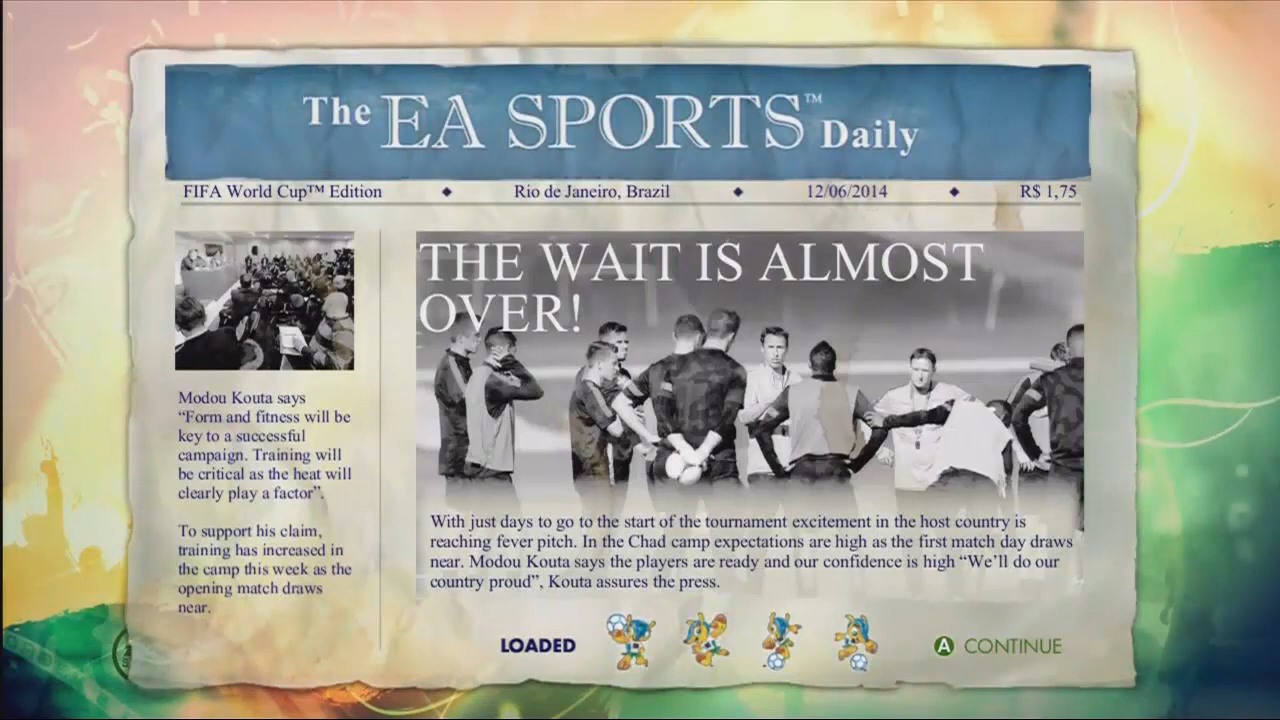 The EA SPORTS™ Daily
FIFA World Cup™ Edition ◆ Rio de Janeiro, Brazil ◆ 12/06/2014 ◆ R$ 1,75
THE WAIT IS ALMOST
OVER!
Modou Kouta says
“Form and fitness will be
key to a successful
campaign. Training will
be critical as the heat will
clearly play a factor”.
To support his claim,
training has increased in
the camp this week as the
opening match draws
near.
With just days to go to the start of the tournament excitement in the host country is
reaching fever pitch. In the Chad camp expectations are high as the first match day draws
near. Modou Kouta says the players are ready and our confidence is high “We’ll do our
country proud”, Kouta assures the press.
LOADED
A CONTINUE